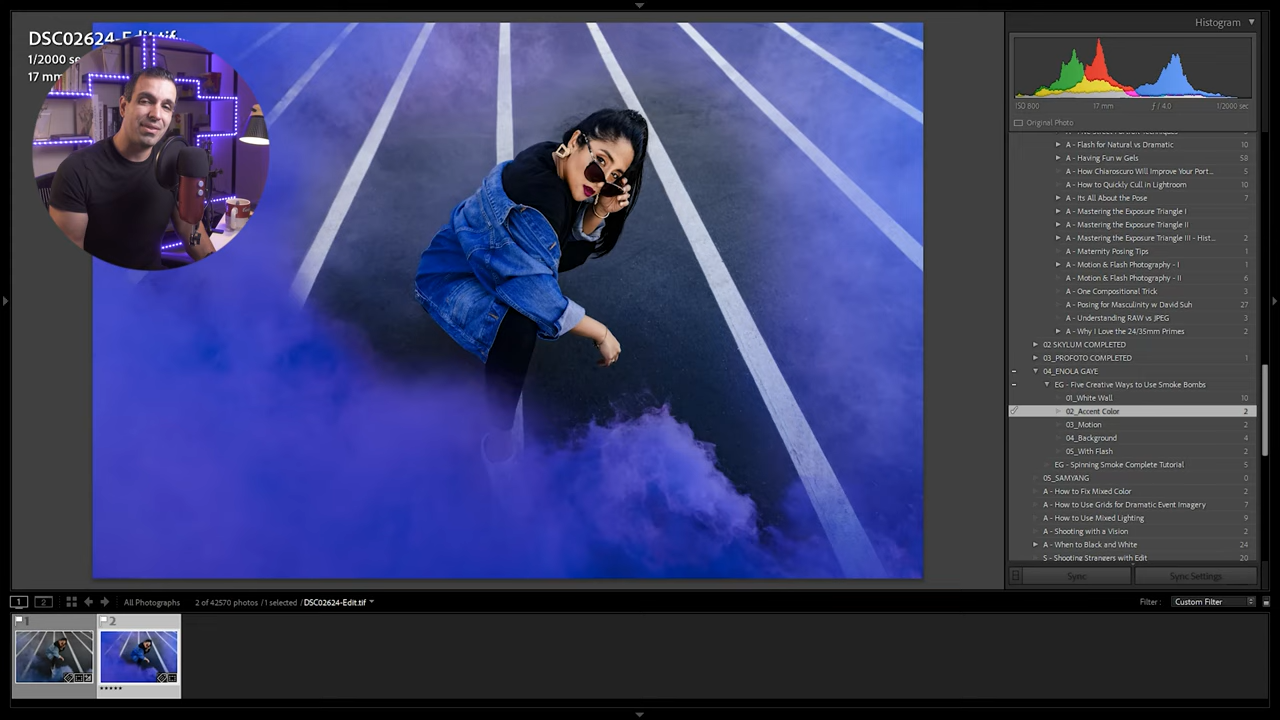 DSC02624-Edit.tif
1/2000 se
17 mm
Histogram
ISO 800 17 mm ƒ / 4.0 1/2000 sec
Original Photo
A - Flash for Natural vs Dramatic 10
A - Having Fun w Gels 58
A - How Chiaroscuro Will Improve Your Port... 5
A - How to Quickly Cull in Lightroom 10
A - Its All About the Pose 7
A - Mastering the Exposure Triangle I
A - Mastering the Exposure Triangle II
A - Mastering the Exposure Triangle III - Hist... 2
A - Maternity Posing Tips 1
A - Motion & Flash Photography - I 1
A - Motion & Flash Photography - II 6
A - One Compositional Trick 3
A - Posing for Masculinity w David Suh 27
A - Understanding RAW vs JPEG 3
A - Why I Love the 24/35mm Primes 2
02 SKYLUM COMPLETED
03_PROFOTO COMPLETED 1
04_ENOLA GAYE
EG - Five Creative Ways to Use Smoke Bombs
01_White Wall 10
02_Accent Color 2
03_Motion 2
04_Background 4
05_With Flash 2
EG - Spinning Smoke Complete Tutorial 5
05_SAMYANG 0
A - How to Fix Mixed Color 2
A - How to Use Grids for Dramatic Event Imagery 7
A - How to Use Mixed Lighting 9
A - Shooting with a Vision 2
A - When to Black and White 24
S - Shooting Strangers with Edit 20
Sync Sync Settings
1 2 All Photographs 2 of 42570 photos / 1 selected / DSC02624-Edit.tif Filter : Custom Filter
1 2